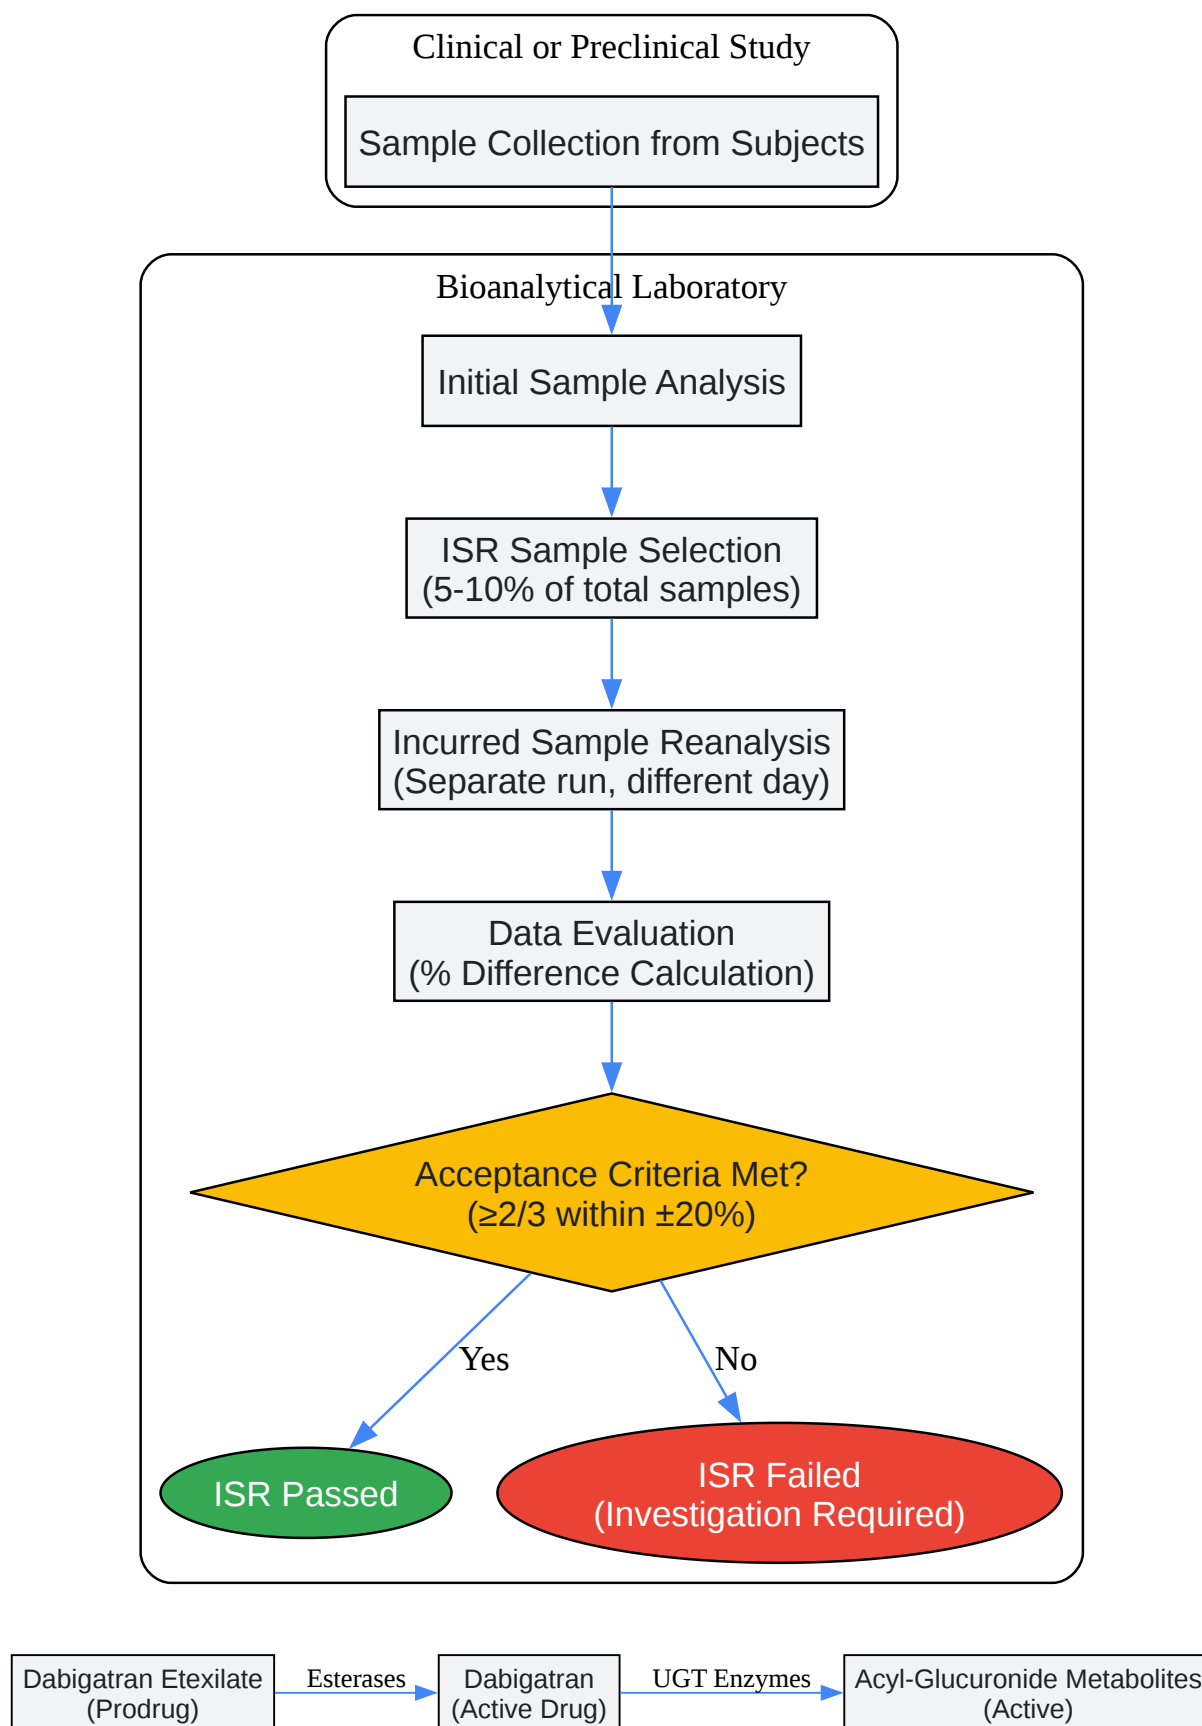 Clinical or Preclinical Study
Sample Collection from Subjects
Bioanalytical Laboratory
Initial Sample Analysis
ISR Sample Selection
(5-10% of total samples)
Incurred Sample Reanalysis
(Separate run, different day)
Data Evaluation
(% Difference Calculation)
Acceptance Criteria Met?
(≥2/3 within ±20%)
Yes
No
ISR Passed
ISR Failed
(Investigation Required)
Dabigatran Etexilate
(Prodrug)
Esterases
Dabigatran
(Active Drug)
UGT Enzymes
Acyl-Glucuronide Metabolites
(Active)